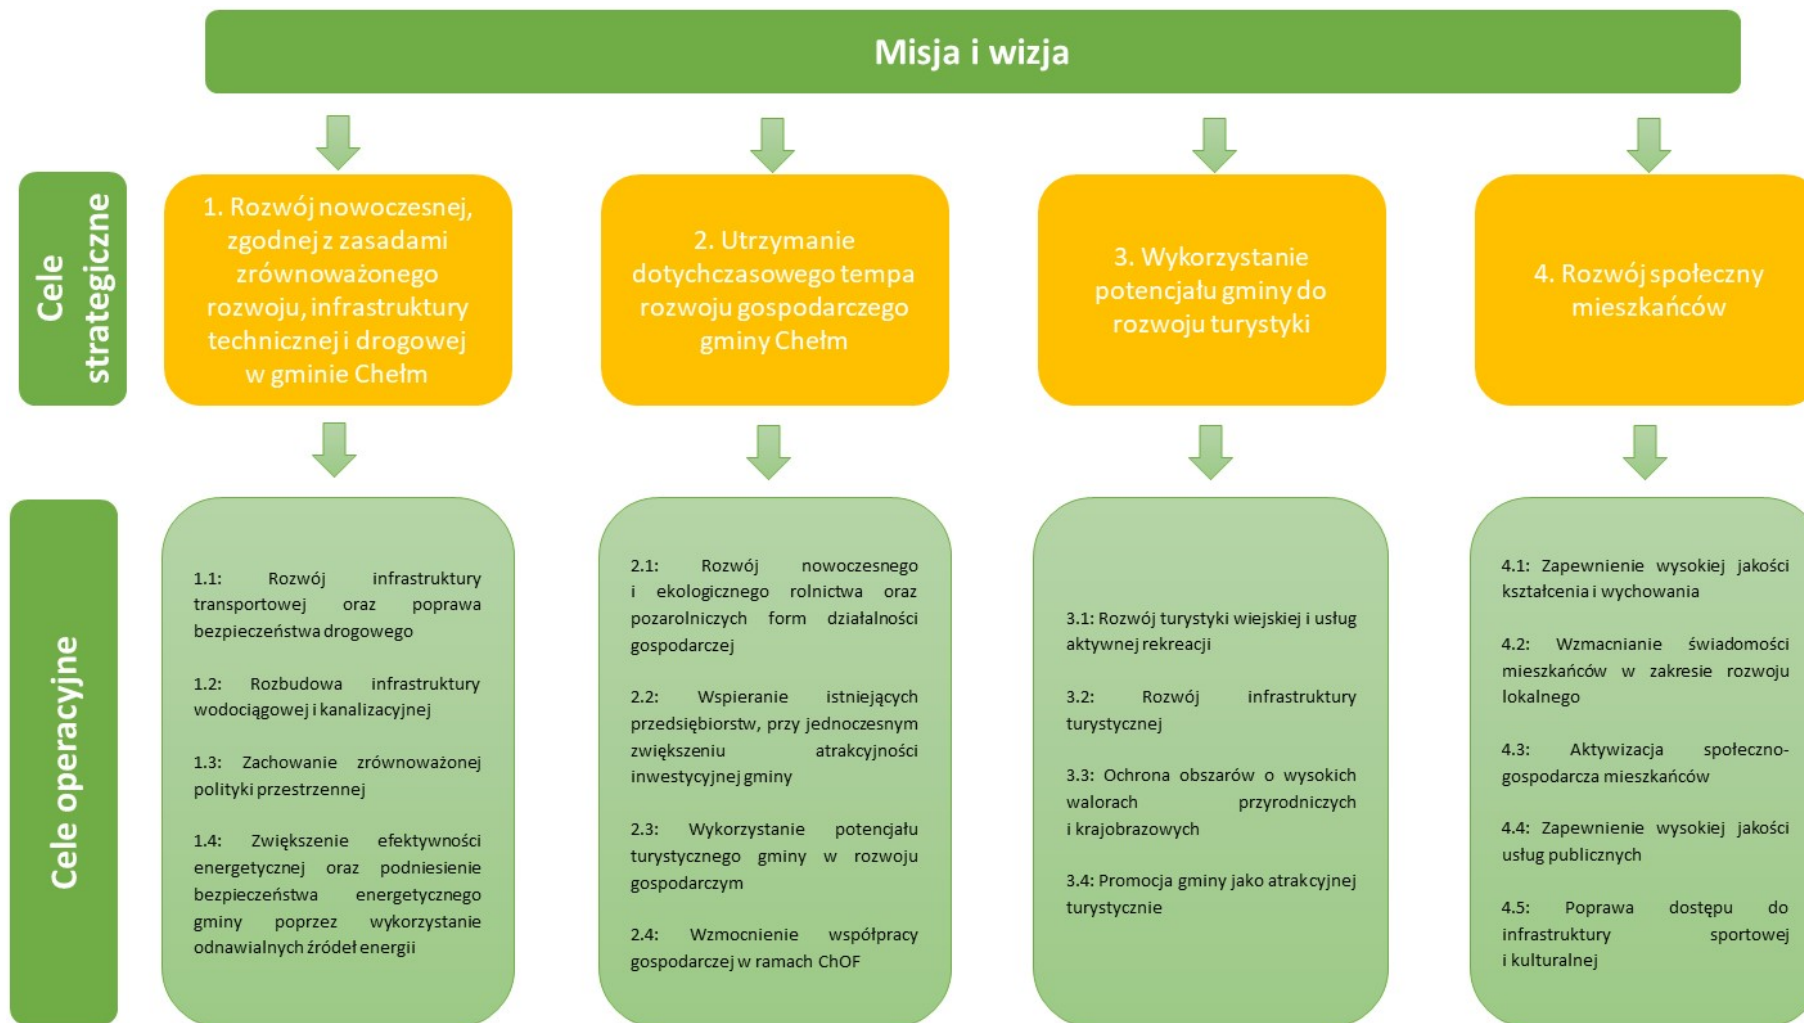 Misja i wizja
Cele
strategiczne
1. Rozwój nowoczesnej,
zgodnej z zasadami
zrównoważonego
rozwoju, infrastruktury
technicznej i drogowej
w gminie Chełm
2. Utrzymanie
dotychczasowego tempa
rozwoju gospodarczego
gminy Chełm
3. Wykorzystanie
potencjału gminy do
rozwoju turystyki
4. Rozwój społeczny
mieszkańców
Cele operacyjne
1.1: Rozwój infrastruktury
transportowej oraz poprawa
bezpieczeństwa drogowego
1.2: Rozbudowa infrastruktury
wodociągowej i kanalizacyjnej
1.3: Zachowanie zrównoważonej
polityki przestrzennej
1.4: Zwiększenie efektywności
energetycznej oraz podniesienie
bezpieczeństwa energetycznego
gminy poprzez wykorzystanie
odnawialnych źródeł energii
2.1: Rozwój nowoczesnego
i ekologicznego rolnictwa oraz
pozarolniczych form działalności
gospodarczej
2.2: Wspieranie istniejących
przedsiębiorstw, przy jednoczesnym
zwiększeniu atrakcyjności
inwestycyjnej gminy
2.3: Wykorzystanie potencjału
turystycznego gminy w rozwoju
gospodarczym
2.4: Wzmocnienie współpracy
gospodarczej w ramach ChOF
3.1: Rozwój turystyki wiejskiej i usług
aktywnej rekreacji
3.2: Rozwój infrastruktury
turystycznej
3.3: Ochrona obszarów o wysokich
walorach przyrodniczych
i krajobrazowych
3.4: Promocja gminy jako atrakcyjnej
turystycznie
4.1: Zapewnienie wysokiej jakości
kształcenia i wychowania
4.2: Wzmacnianie świadomości
mieszkańców w zakresie rozwoju
lokalnego
4.3: Aktywizacja społeczno-
gospodarcza mieszkańców
4.4: Zapewnienie wysokiej jakości
usług publicznych
4.5: Poprawa dostępu do
infrastruktury sportowej
i kulturalnej